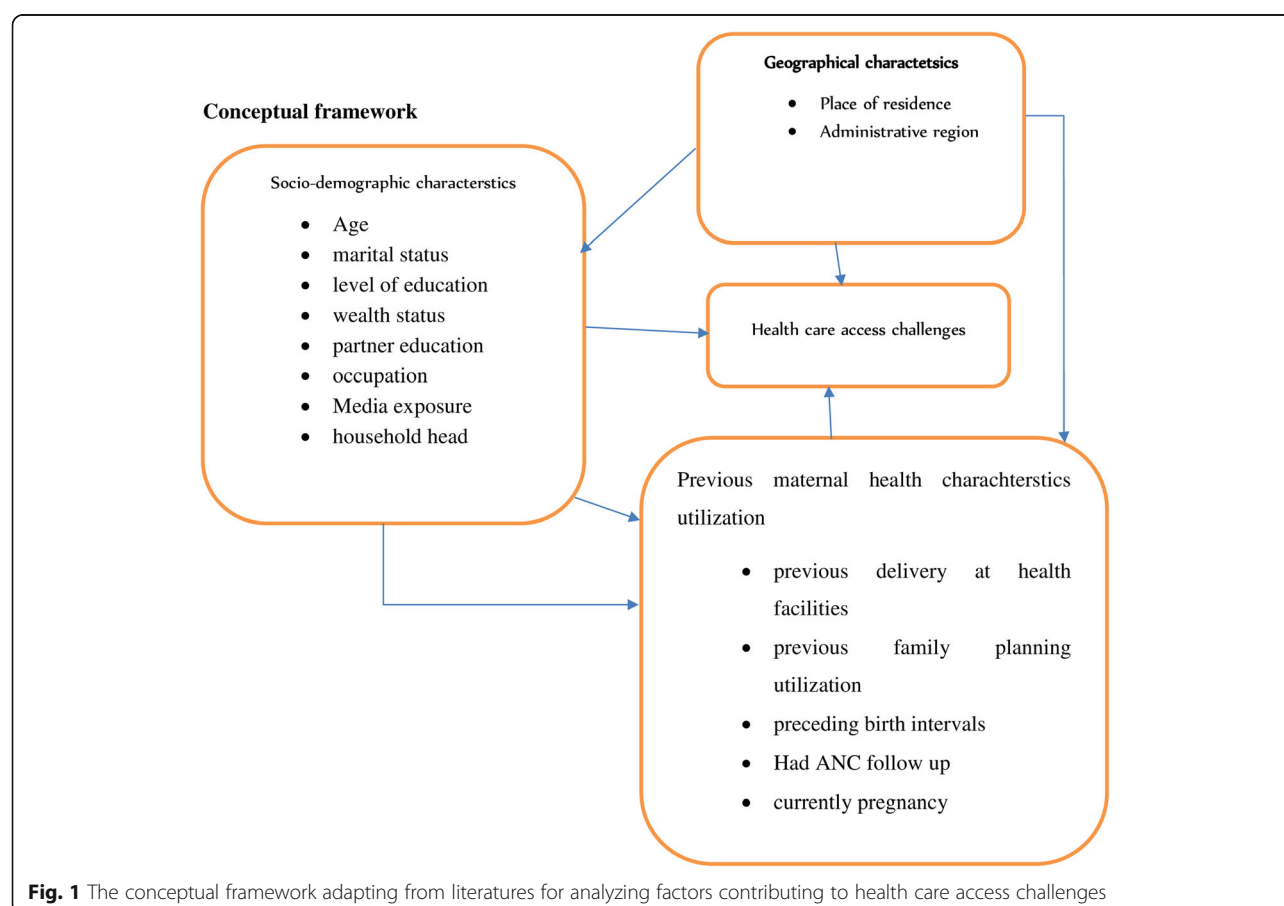 Conceptual framework
Geographical charactetsics
• Place of residence
• Administrative region
Socio-demographic characterstics
• Age
• marital status
• level of education
• wealth status
• partner education
• occupation
• Media exposure
• household head
Health care access challenges
Previous maternal health charachterstics
utilization
• previous delivery at health
facilities
• previous family planning
utilization
• preceding birth intervals
• Had ANC follow up
• currently pregnancy
Fig. 1 The conceptual framework adapting from literatures for analyzing factors contributing to health care access challenges